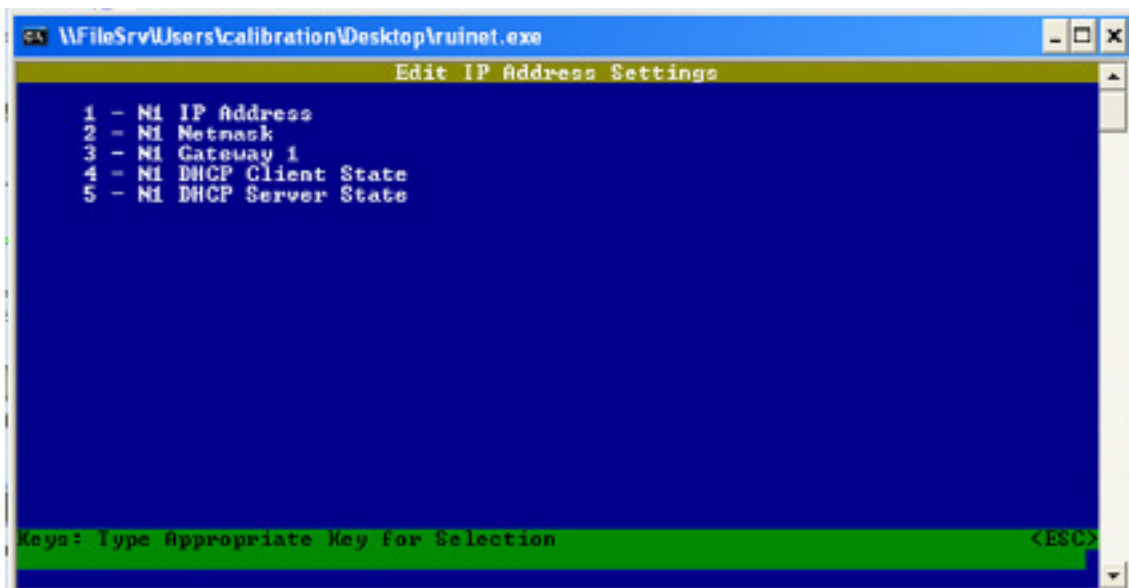 \\FileSrv\Users\calibration\Desktop\ruinet.exe
Edit IP Address Settings
1 - N1 IP Address
2 - N1 Netmask
3 - N1 Gateway 1
4 - N1 DHCP Client State
5 - N1 DHCP Server State
Keys: Type Appropriate Key for Selection <ESC>